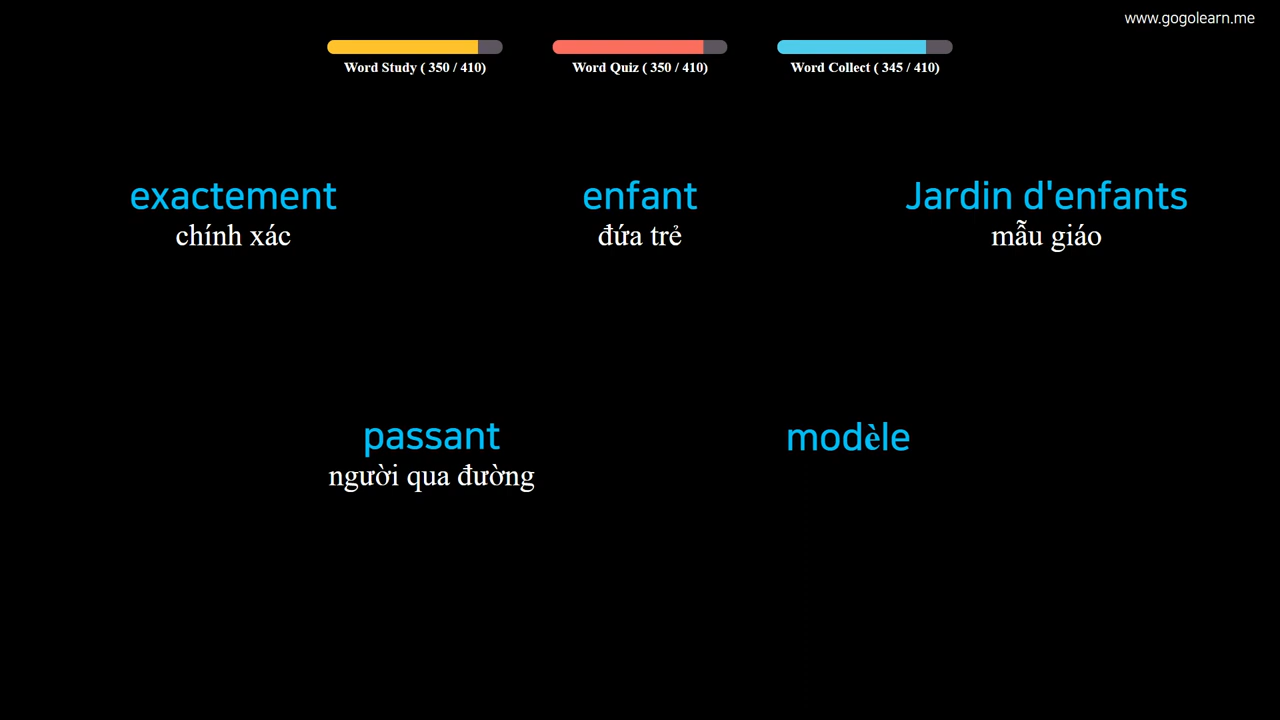 www.gogolearn.me
Word Study ( 350 / 410)
Word Quiz ( 350 / 410)
Word Collect ( 345 / 410)
exactement
chính xác
enfant
đứa trẻ
Jardin d'enfants
mẫu giáo
passant
người qua đường
modèle